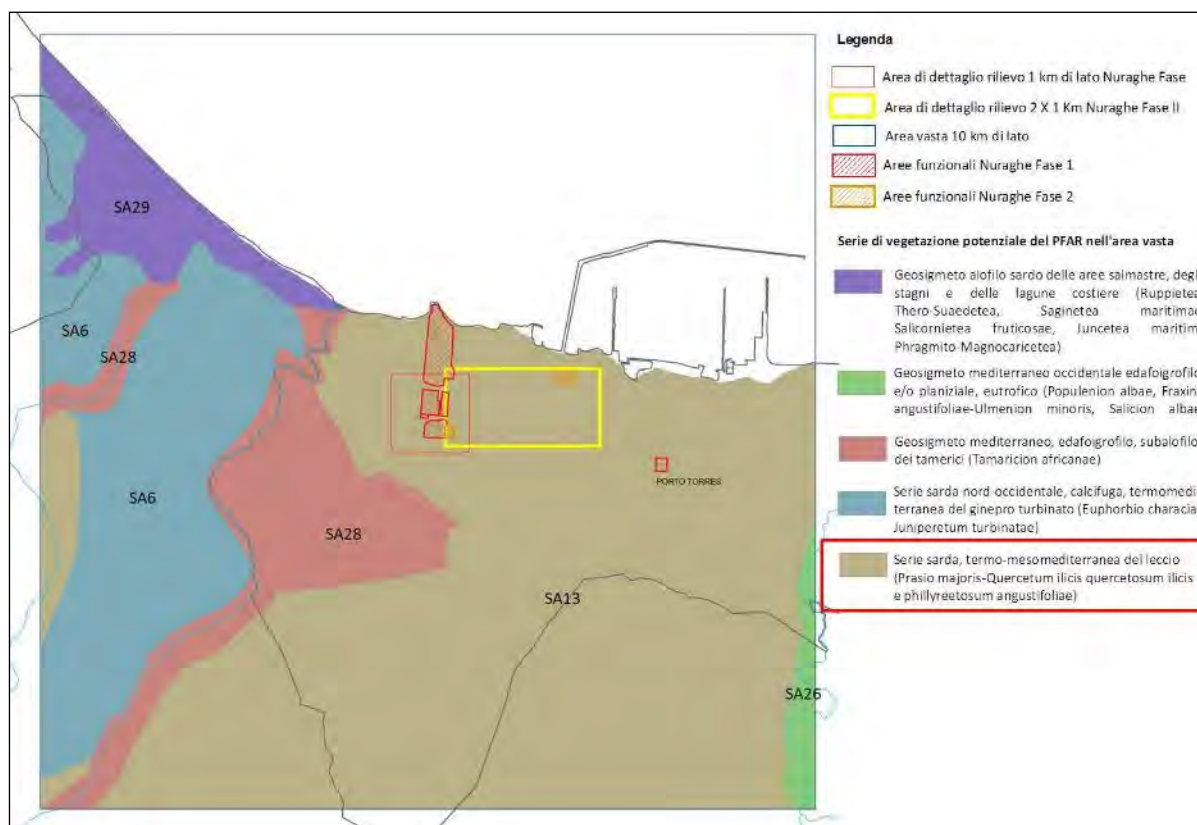 Legenda
Area di dettaglio rilievo 1 km di lato Nuraghe Fase
Area di dettaglio rilievo 2 X 1 Km Nuraghe Fase II
Area vasta 10 km di lato
Aree funzionali Nuraghe Fase 1
Aree funzionali Nuraghe Fase 2
Serie di vegetazione potenziale del PFAR nell'area vasta
Geosigmeto alofilo sardo delle aree salmastre, degl
stagni e delle lagune costiere (Ruppietea
Thero-Suaedetea, Saginetea maritimae
Salicornietea fruticosae, Juncetea maritim
Phragmito-Magnocaricetea)
Geosigmeto mediterraneo occidentale edafoigrofilo
e/o planiziale, eutrofico (Populenion albae, Fraxin
angustifoliae-Ulmenion minoris, Salicion albae
Geosigmeto mediterraneo, edafoigrofilo, subalofilo
dei tamerici (Tamaricion africanae)
Serie sarda nord-occidentale, calcifuga, termomedi
terranea del ginepro turbinato (Euphorbio characia
Juniperetum turbinatae)
Serie sarda, termo-mesomediterranea del leccio
(Prasio majoris-Quercetum ilicis quercetosum ilicis
e phillyreetosum angustifoliae)
SA29
SA6
SA28
SA6
SA28
PORTO TORRES
SA13
SA26